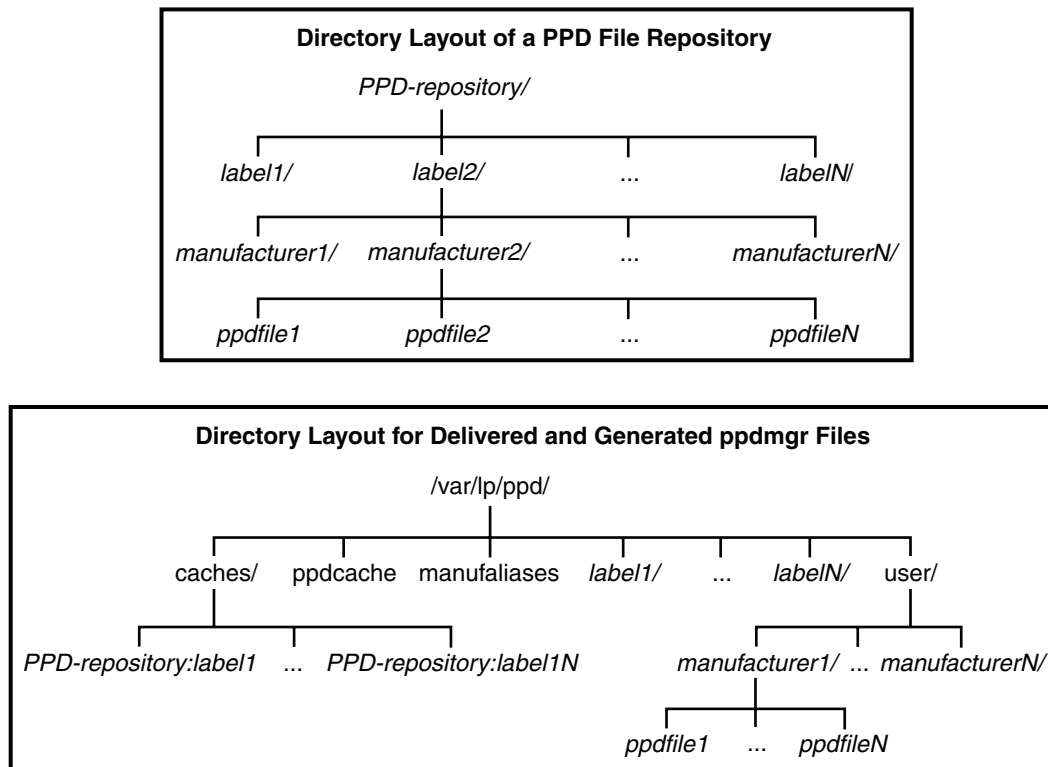 Directory Layout of a PPD File Repository
PPD-repository/
label1/ label2/ ... labelN/
manufacturer1/ manufacturer2/ ... manufacturerN/
ppdfile1 ppdfile2 ... ppdfileN
Directory Layout for Delivered and Generated ppdmgr Files
/var/lp/ppd/
caches/ ppdcache manufaliases label1/ ... labelN/ user/
PPD-repository:label1 ... PPD-repository:label1N manufacturer1/ ... manufacturerN/
ppdfile1 ... ppdfileN